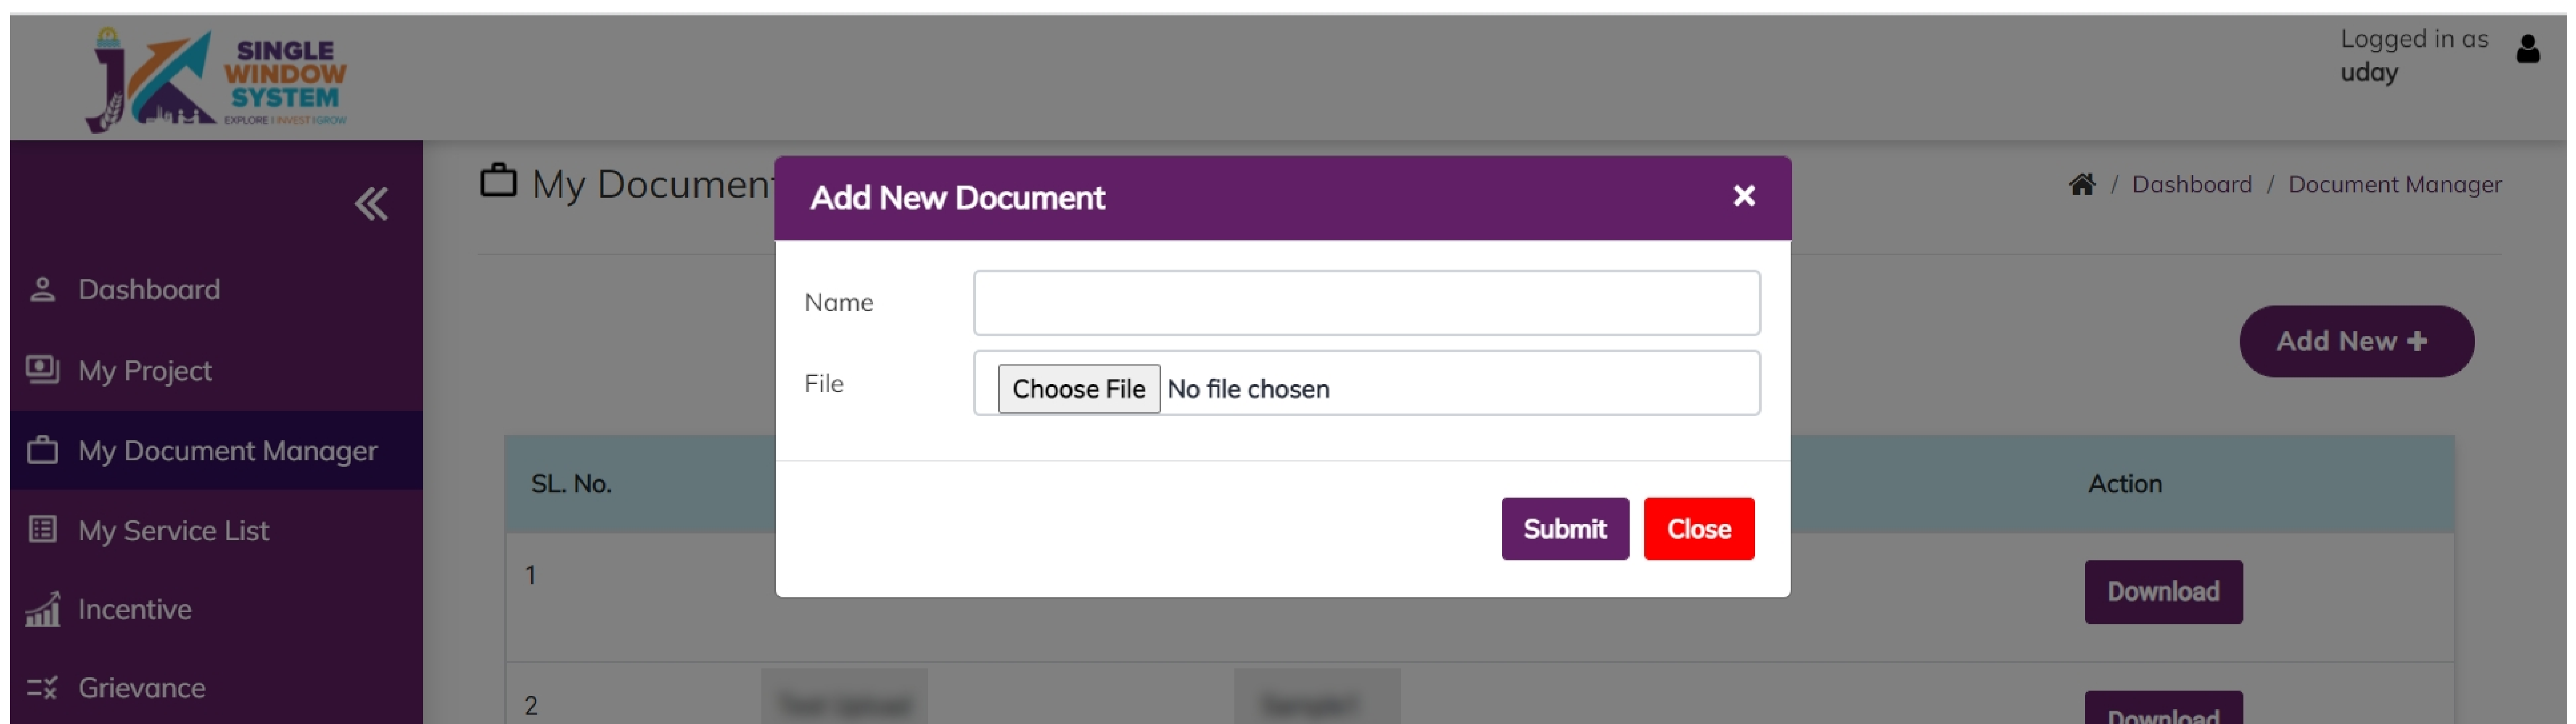 SINGLE
WINDOW
SYSTEM
EXPLORE I INVEST I GROW
Logged in as
uday
My Documen
Add New Document
/ Dashboard / Document Manager
Dashboard
Name
Add New
My Project
File
Choose File No file chosen
My Document Manager
SL. No.
Action
My Service List
Submit Close
1
Download
Incentive
Grievance
2
Download